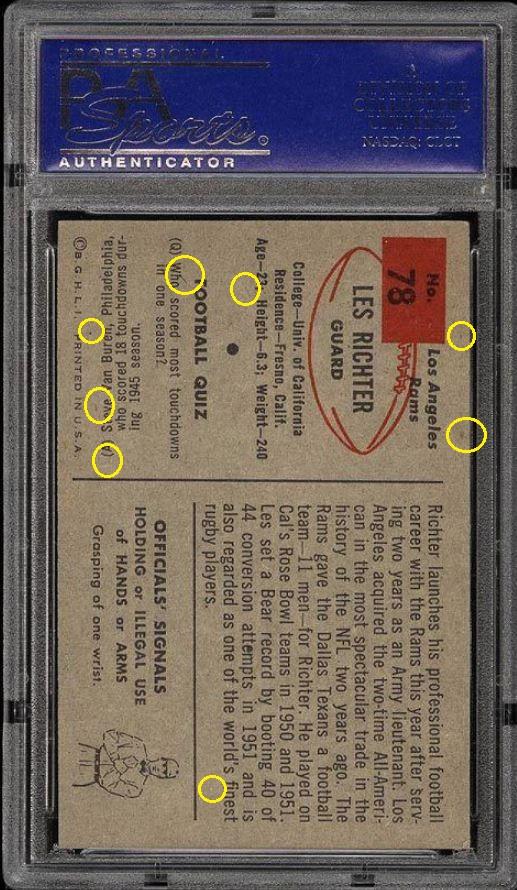 PROFESSIONAL
PSA
Sports
AUTHENTICATOR
A
DIVISION OF
COLLECTORS
UNIVERSE
NASDAQ: CLCT
No.
78
Los Angeles
Rams
LES RICHTER
GUARD
College—Univ. of California
Residence—Fresno, Calif.
Height—6.3; Weight—240
FOOTBALL QUIZ
(Q) Who scored most touchdowns
in one season?
(A) Steve Van Buren, Philadelphia,
who scored 18 touchdowns dur-
ing 1945 season.
©B.G.H.L.I. PRINTED IN U.S.A.
Richter launches his professional football
career with the Rams this year after serv-
ing two years as an Army lieutenant. Los
Angeles acquired the two-time All-Ameri-
can in the most spectacular trade in the
history of the NFL two years ago. The
Rams gave the Dallas Texans a football
team—11 men—for Richter. He played on
Cal's Rose Bowl teams in 1950 and 1951.
Les set a Bear record by booting 40 of
44 conversion attempts in 1951 and is
also regarded as one of the world's finest
rugby players.
OFFICIALS' SIGNALS
HOLDING or ILLEGAL USE
of HANDS or ARMS
Grasping of one wrist.